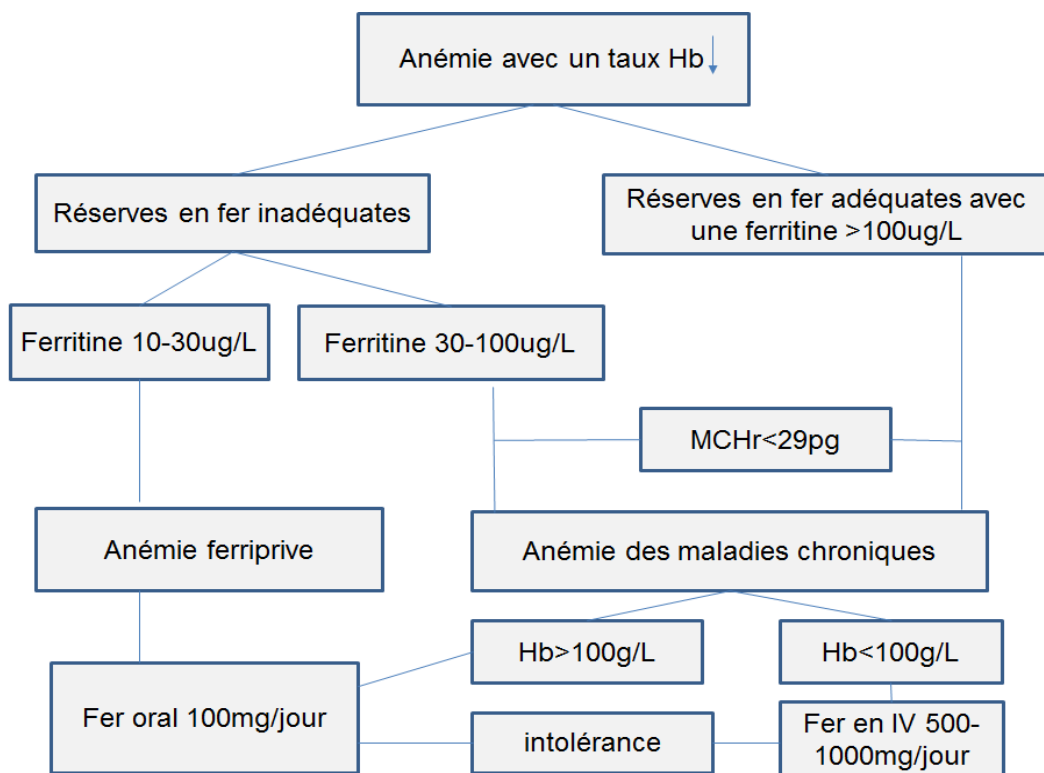 Anémie avec un taux Hb↓
Réserves en fer inadéquates
Réserves en fer adéquates avec
une ferritine >100ug/L
Ferritine 10-30ug/L
Ferritine 30-100ug/L
MCHr<29pg
Anémie ferriprive
Anémie des maladies chroniques
Hb>100g/L
Hb<100g/L
Fer oral 100mg/jour
intolérance
Fer en IV 500-
1000mg/jour